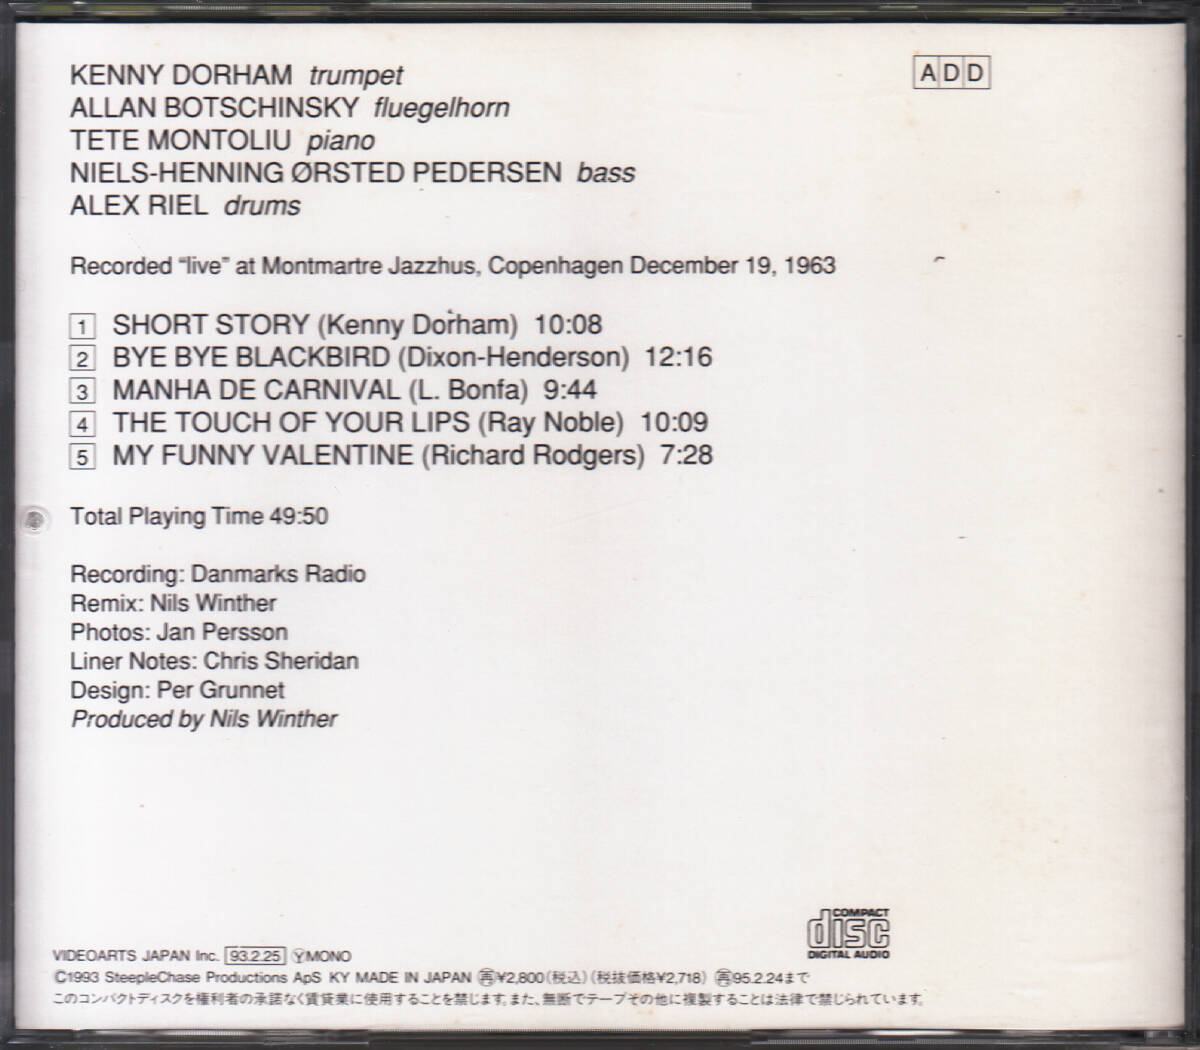 KENNY DORHAM trumpet
ADD
ALLAN BOTSCHINSKY fluegelhorn
TETE MONTOLIU piano
NIELS-HENNING ØRSTED PEDERSEN bass
ALEX RIEL drums
Recorded "live" at Montmartre Jazzhus, Copenhagen December 19, 1963
1 SHORT STORY (Kenny Dorham) 10:08
2 BYE BYE BLACKBIRD (Dixon-Henderson) 12:16
3 MANHA DE CARNIVAL (L. Bonfa) 9:44
4 THE TOUCH OF YOUR LIPS (Ray Noble) 10:09
5 MY FUNNY VALENTINE (Richard Rodgers) 7:28
Total Playing Time 49:50
Recording: Danmarks Radio
Remix: Nils Winther
Photos: Jan Persson
Liner Notes: Chris Sheridan
Design: Per Grunnet
Produced by Nils Winther
COMPACT
disc
DIGITAL AUDIO
VIDEOARTS JAPAN Inc. 93.2.25 Ⓨ MONO
©1993 SteepleChase Productions ApS KY MADE IN JAPAN 再¥2,800(税込)(税抜価格¥2,718) 再95.2.24まで
このコンパクトディスクを権利者の承諾なく賃貸業に使用することを禁じます。また、無断でテープその他に複製することは法律で禁じられています。